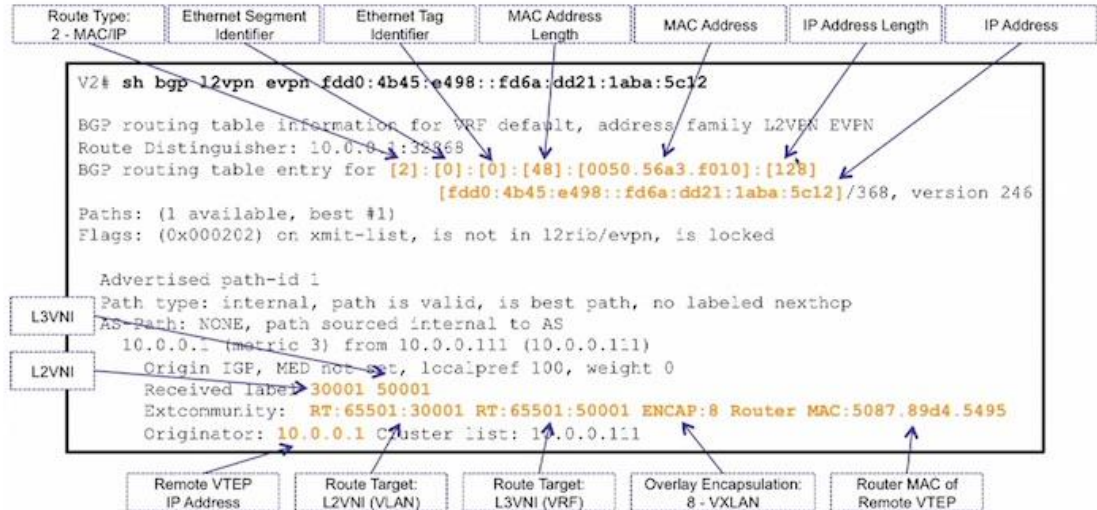 Route Type:
2 - MAC/IP
Ethernet Segment
Identifier
Ethernet Tag
Identifier
MAC Address
Length
MAC Address
IP Address Length
IP Address
V2# sh bgp l2vpn evpn fdd0:4b45:e498::fd6a:dd21:1aba:5c12
BGP routing table information for VRF default, address family L2VPN EVPN
Route Distinguisher: 10.0.0.1:32868
BGP routing table entry for [2]:[0]:[0]:[48]:[0050.56a3.f010]:[128]
[fdd0:4b45:e498::fd6a:dd21:1aba:5c12]/368, version 246
Paths: (1 available, best #1)
Flags: (0x000202) on xmit-list, is not in l2rib/evpn, is locked
Advertised path-id 1
Path type: internal, path is valid, is best path, no labeled nexthop
AS-Path: NONE, path sourced internal to AS
10.0.0.1 (metric 3) from 10.0.0.111 (10.0.0.111)
Origin IGP, MED not set, localpref 100, weight 0
Received label 30001 50001
Extcommunity: RT:65501:30001 RT:65501:50001 ENCAP:8 Router MAC:5087.89d4.5495
Originator: 10.0.0.1 Cluster list: 10.0.0.111
L3VNI
L2VNI
Remote VTEP
IP Address
Route Target:
L2VNI (VLAN)
Route Target:
L3VNI (VRF)
Overlay Encapsulation:
8 - VXLAN
Router MAC of
Remote VTEP